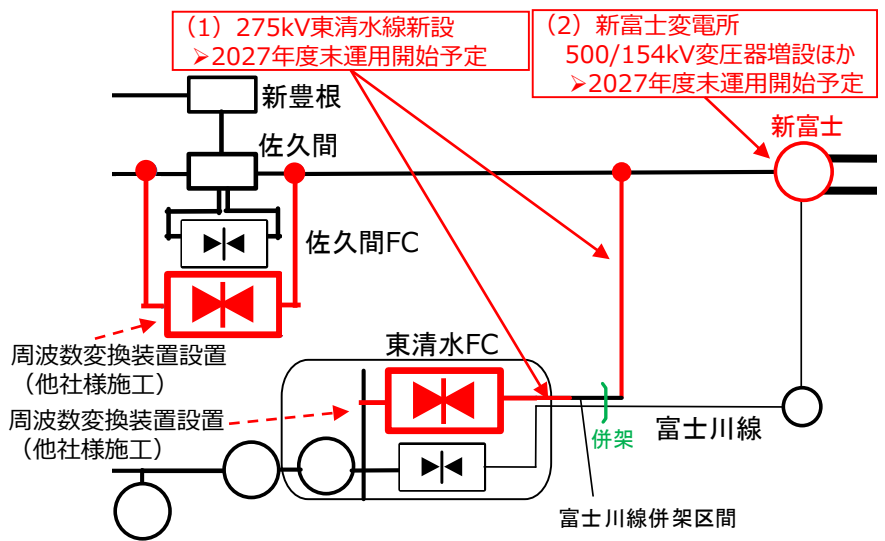 （1）275kV東清水線新設
➢2027年度末運用開始予定
（2）新富士変電所
500/154kV変圧器増設ほか
➢2027年度末運用開始予定
新豊根
佐久間
新富士
佐久間FC
周波数変換装置設置
（他社様施工）
東清水FC
周波数変換装置設置
（他社様施工）
併架
富士川線
富士川線併架区間